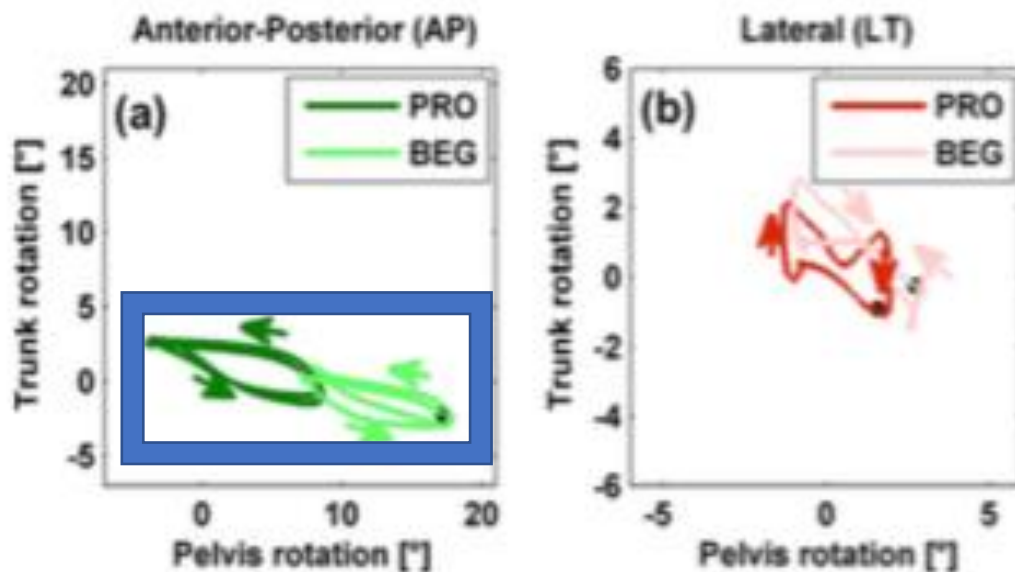 Anterior-Posterior (AP)
(a)
PRO
BEG
Trunk rotation [°]
20
15
10
5
0
-5
0
10
20
Pelvis rotation [°]
Lateral (LT)
(b)
PRO
BEG
Trunk rotation [°]
6
4
2
0
-2
-4
-6
-5
0
5
Pelvis rotation [°]